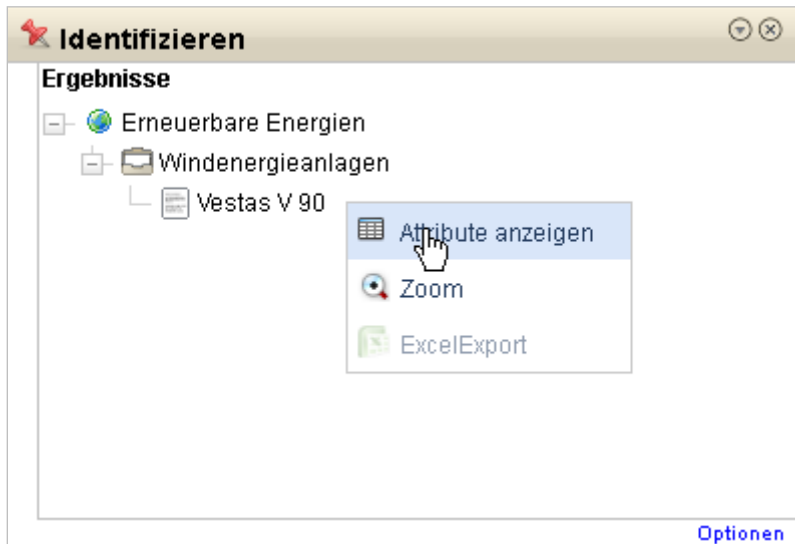 Identifizieren
Ergebnisse
Erneuerbare Energien
Windenergieanlagen
Vestas V 90
Attribute anzeigen
Zoom
ExcelExport
Optionen